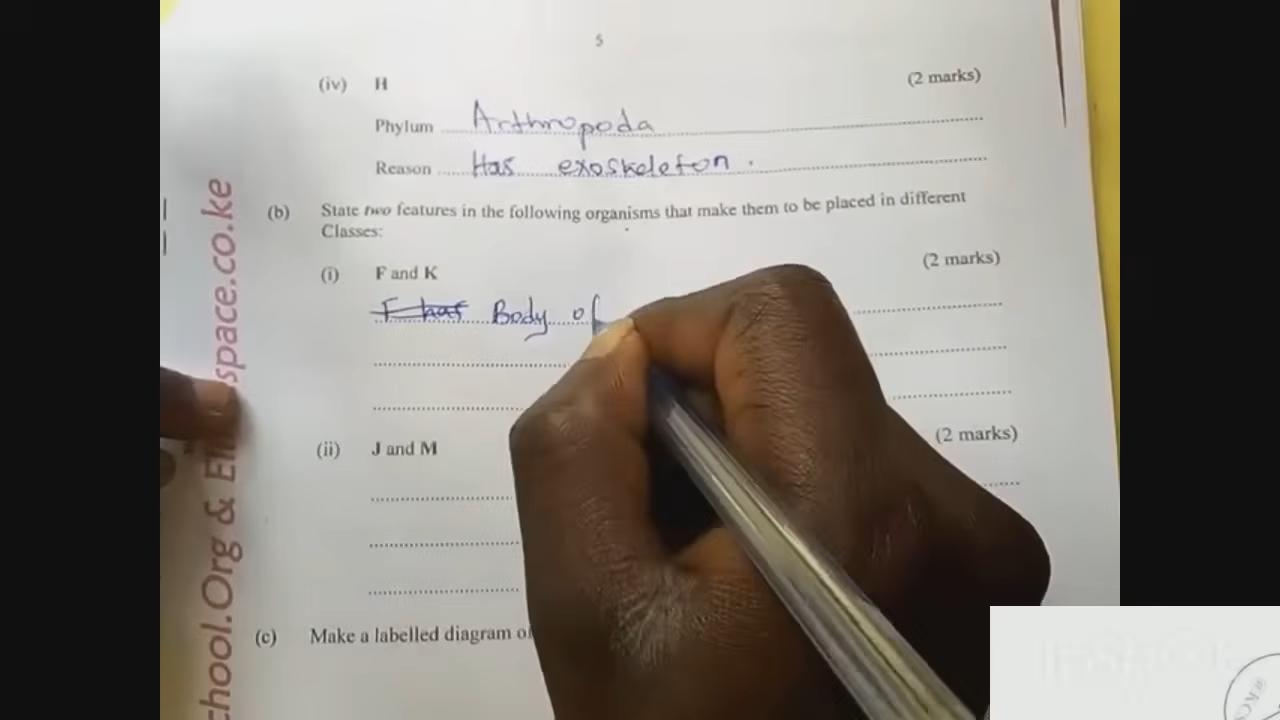 5
(iv) H (2 marks)
Phylum Arthropoda
Reason Has exoskeleton.
(b) State two features in the following organisms that make them to be placed in different
Classes:
(i) F and K (2 marks)
F has Body of
(ii) J and M (2 marks)
(c) Make a labelled diagram
chool.Org & El space.co.ke